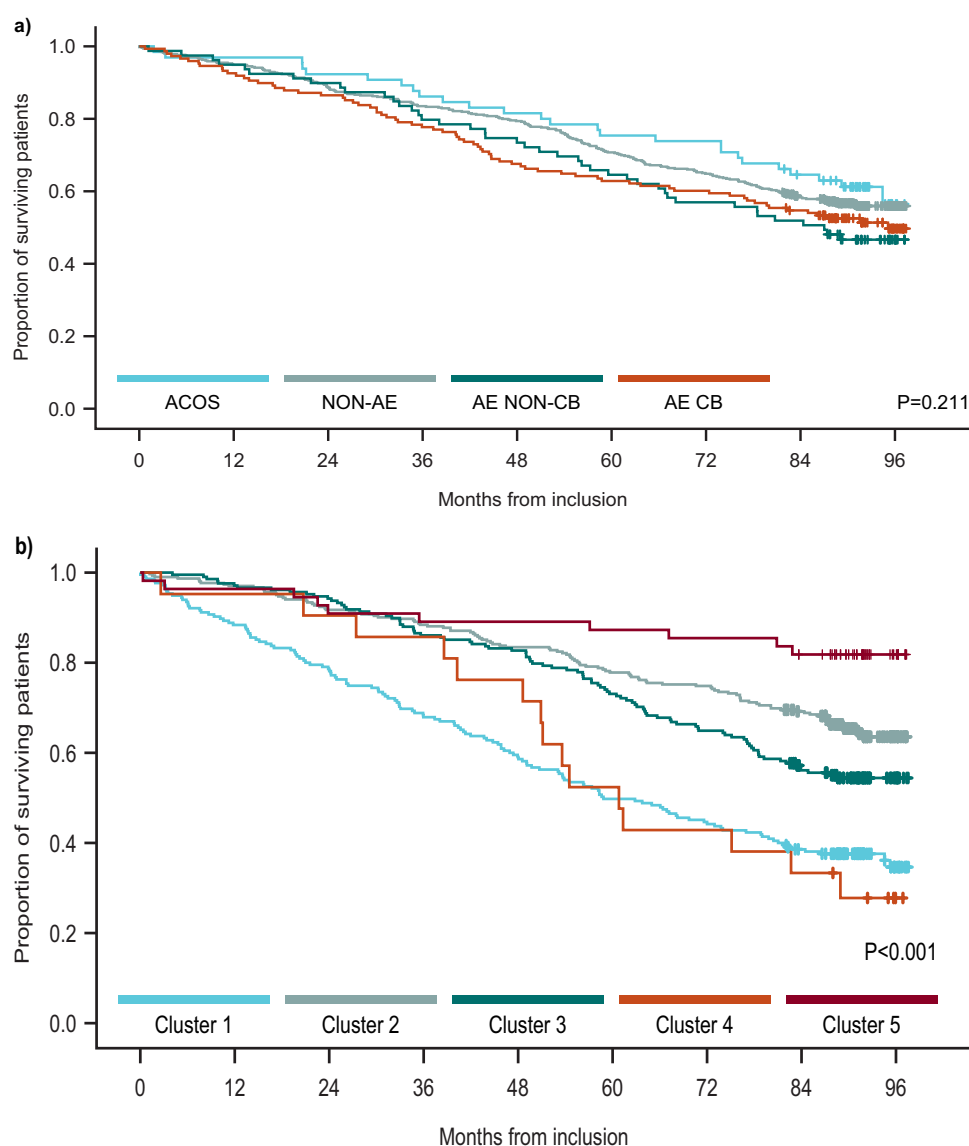 a)
Proportion of surviving patients
1.0
0.8
0.6
0.4
0.2
0.0
ACOS NON-AE AE NON-CB AE CB P=0.211
0 12 24 36 48 60 72 84 96
Months from inclusion
b)
Proportion of surviving patients
1.0
0.8
0.6
0.4
0.2
0.0
P<0.001
Cluster 1 Cluster 2 Cluster 3 Cluster 4 Cluster 5
0 12 24 36 48 60 72 84 96
Months from inclusion